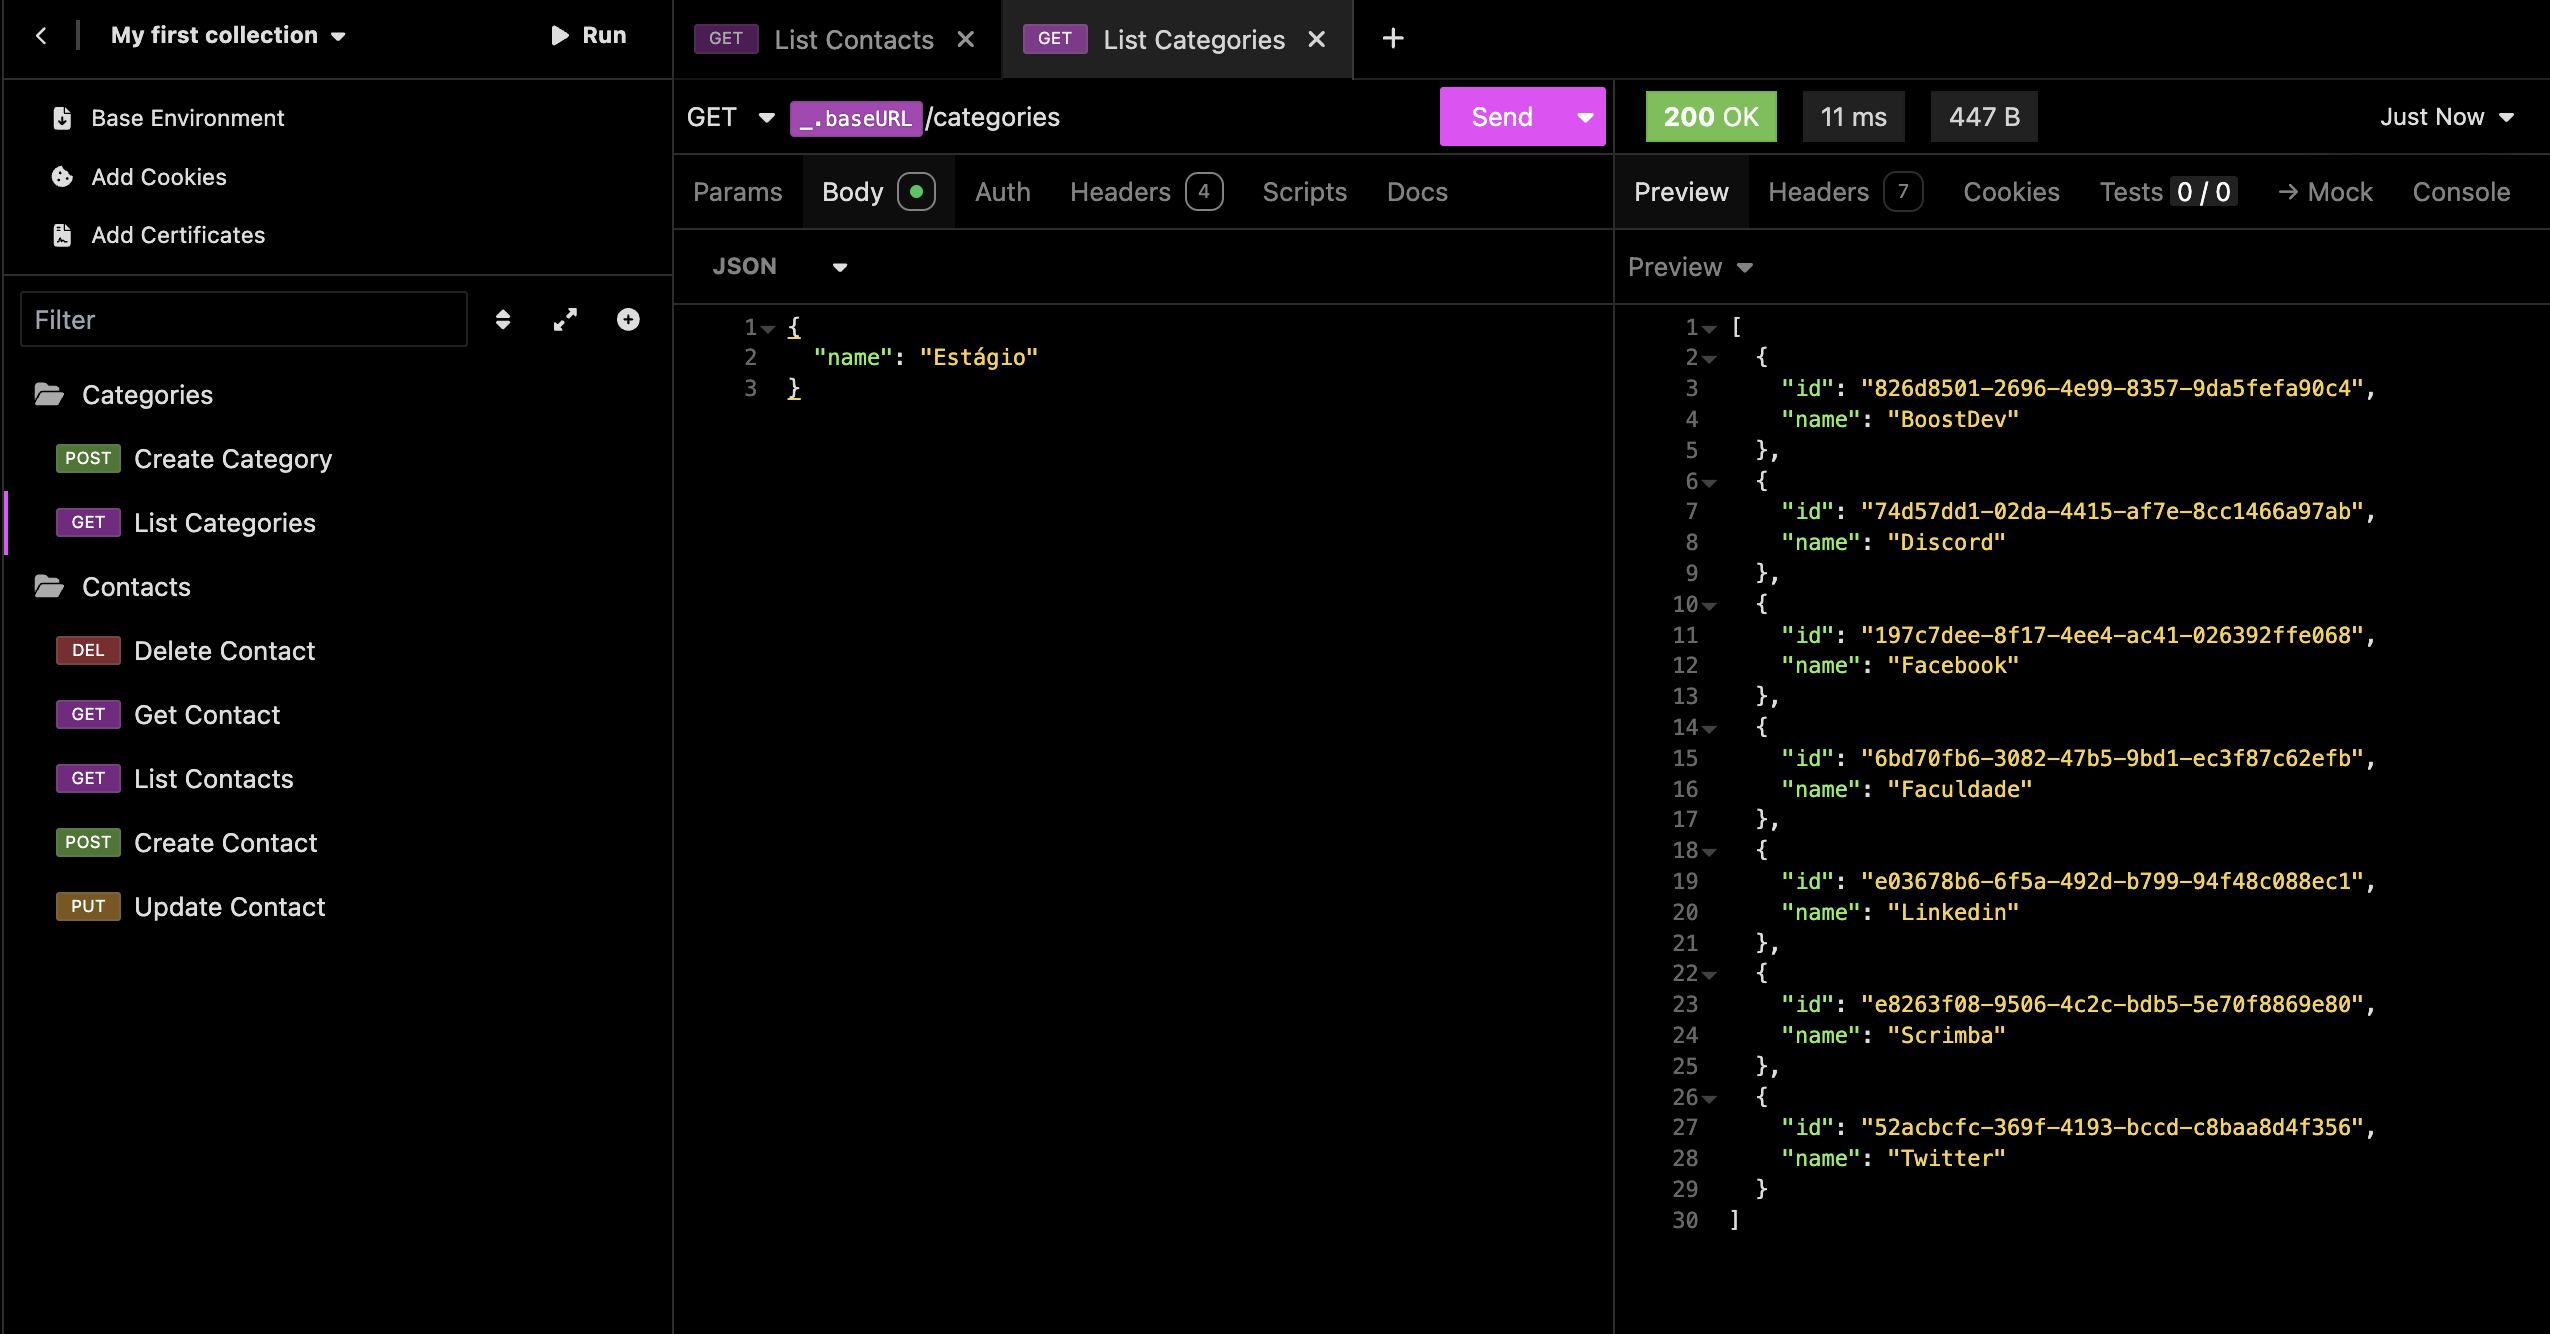 My first collection
Run
Base Environment
Add Cookies
Add Certificates
Filter
Categories
POST Create Category
GET List Categories
Contacts
DEL Delete Contact
GET Get Contact
GET List Contacts
POST Create Contact
PUT Update Contact
GET List Contacts
GET List Categories
GET _.baseURL/categories
Send
Params Body Auth Headers 4 Scripts Docs
JSON
1 {
2 "name": "Estágio"
3 }
200 OK 11 ms 447 B Just Now
Preview Headers 7 Cookies Tests 0 / 0 → Mock Console
Preview
1 [
2 {
3 "id": "826d8501-2696-4e99-8357-9da5fefa90c4",
4 "name": "BoostDev"
5 },
6 {
7 "id": "74d57dd1-02da-4415-af7e-8cc1466a97ab",
8 "name": "Discord"
9 },
10 {
11 "id": "197c7dee-8f17-4ee4-ac41-026392ffe068",
12 "name": "Facebook"
13 },
14 {
15 "id": "6bd70fb6-3082-47b5-9bd1-ec3f87c62efb",
16 "name": "Faculdade"
17 },
18 {
19 "id": "e03678b6-6f5a-492d-b799-94f48c088ec1",
20 "name": "Linkedin"
21 },
22 {
23 "id": "e8263f08-9506-4c2c-bdb5-5e70f8869e80",
24 "name": "Scrimba"
25 },
26 {
27 "id": "52acbcfc-369f-4193-bccd-c8baa8d4f356",
28 "name": "Twitter"
29 }
30 ]